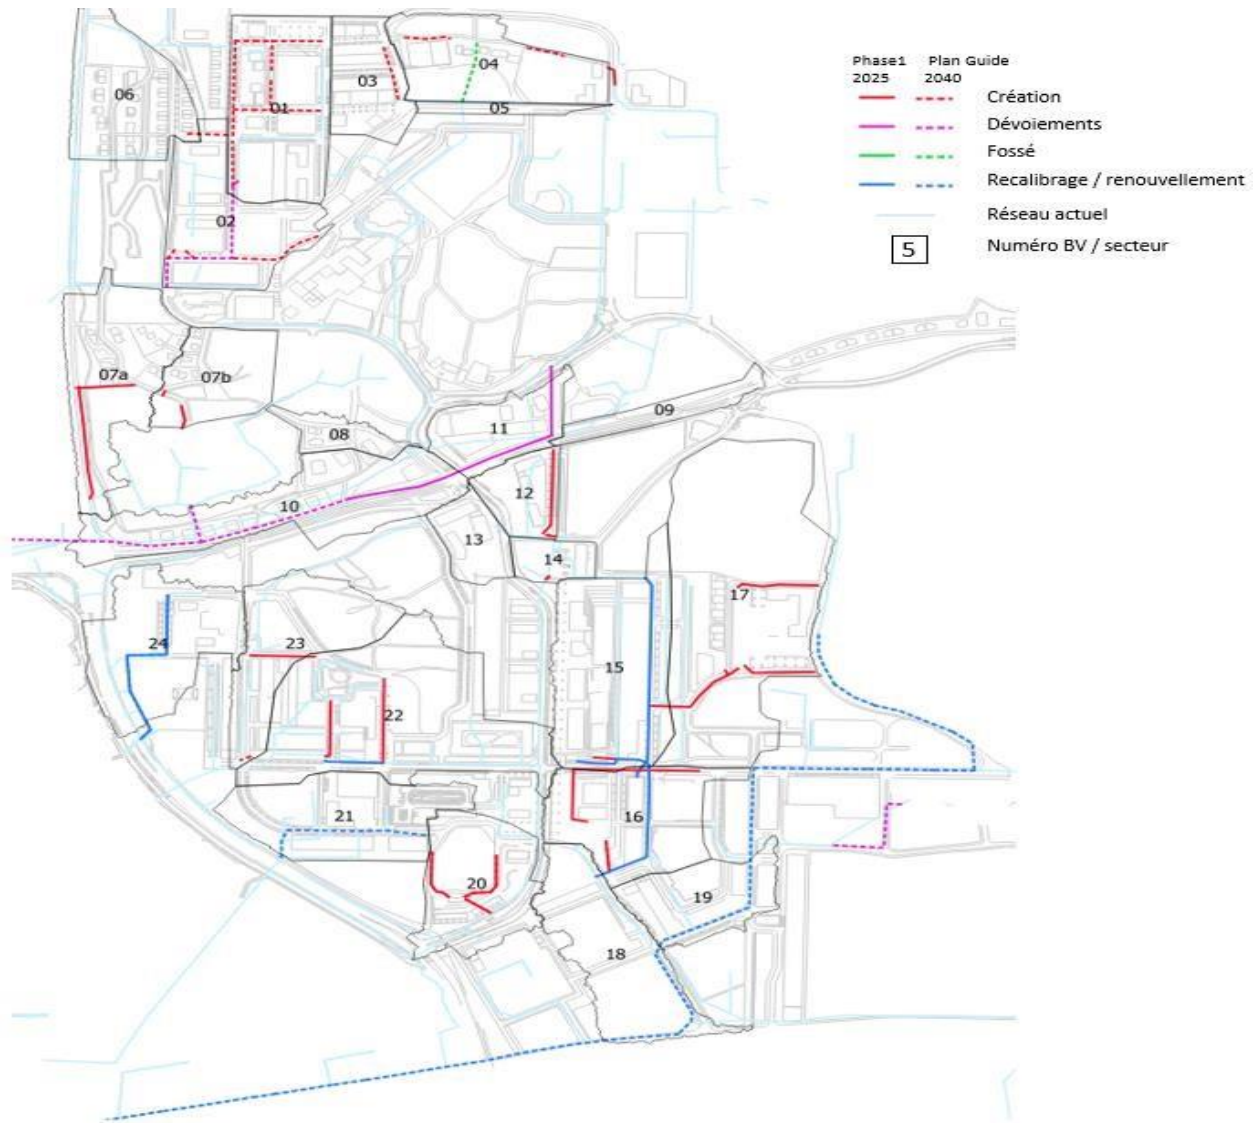 Phase1 Plan Guide
2025 2040
Création
Dévoiements
Fossé
Recalibrage / renouvellement
Réseau actuel
5 Numéro BV / secteur
04
03
06
01
05
02
07a
07b
09
11
08
12
10
13
14
17
24
23
15
22
21
16
20
19
18